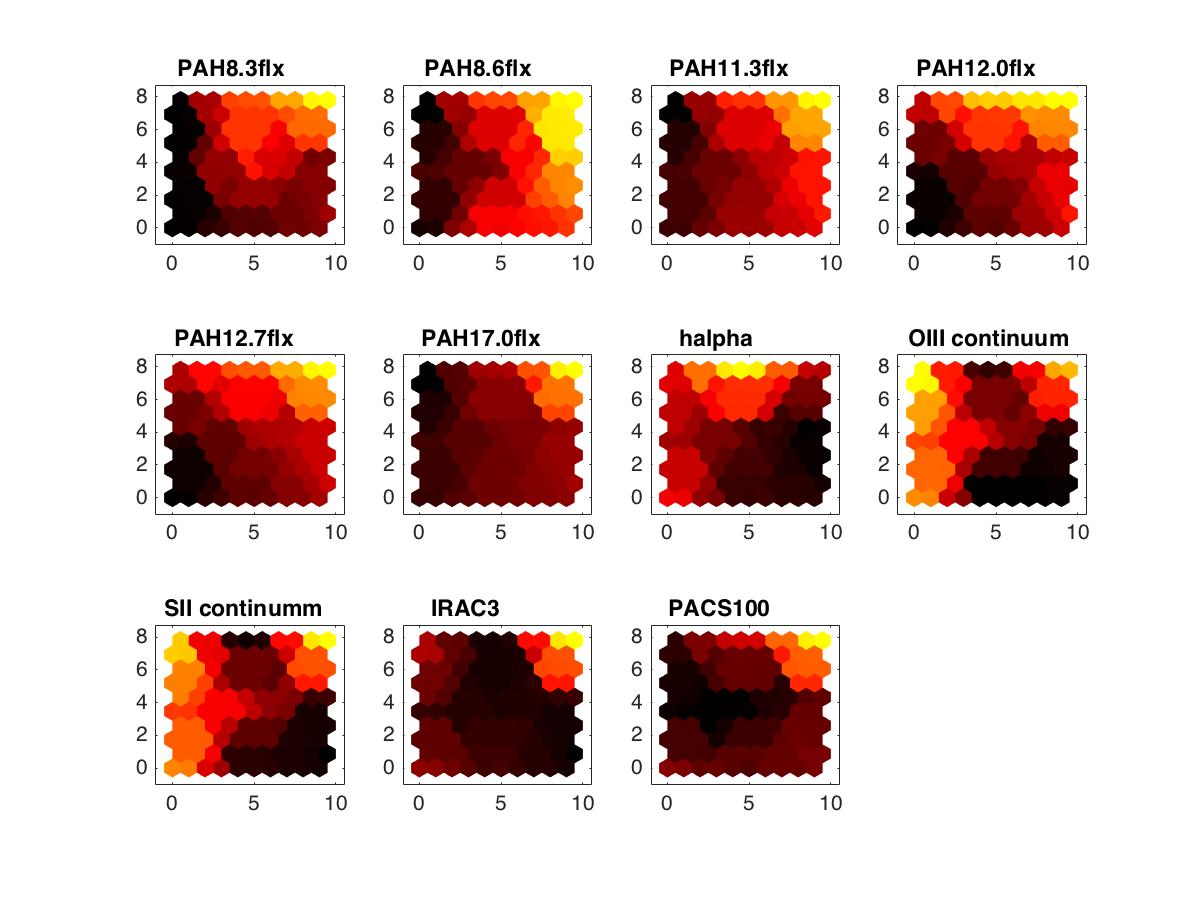 PAH8.3flx PAH8.6flx PAH11.3flx PAH12.0flx
8 8 8 8
6 6 6 6
4 4 4 4
2 2 2 2
0 0 0 0
0 5 10 0 5 10 0 5 10 0 5 10
PAH12.7flx PAH17.0flx halpha OIII continuum
8 8 8 8
6 6 6 6
4 4 4 4
2 2 2 2
0 0 0 0
0 5 10 0 5 10 0 5 10 0 5 10
SII continumm IRAC3 PACS100
8 8 8
6 6 6
4 4 4
2 2 2
0 0 0
0 5 10 0 5 10 0 5 10